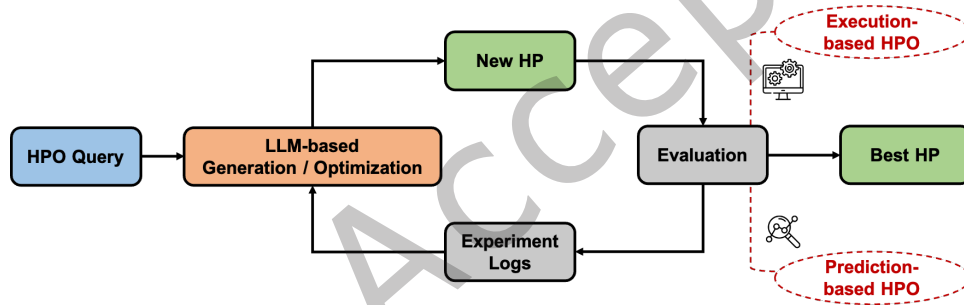 Execution-
based HPO
New HP
HPO Query
LLM-based
Generation / Optimization
Evaluation
Best HP
Experiment
Logs
Prediction-
based HPO
Accep